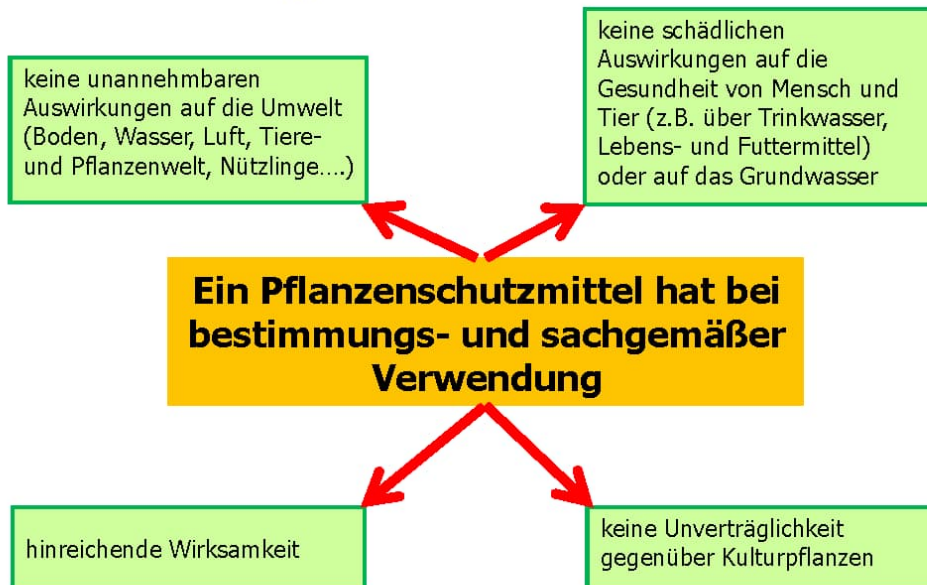 keine unannehmbaren
Auswirkungen auf die Umwelt
(Boden, Wasser, Luft, Tiere-
und Pflanzenwelt, Nützlinge....)
keine schädlichen
Auswirkungen auf die
Gesundheit von Mensch und
Tier (z.B. über Trinkwasser,
Lebens- und Futtermittel)
oder auf das Grundwasser
Ein Pflanzenschutzmittel hat bei
bestimmungs- und sachgemäßer
Verwendung
hinreichende Wirksamkeit
keine Unverträglichkeit
gegenüber Kulturpflanzen